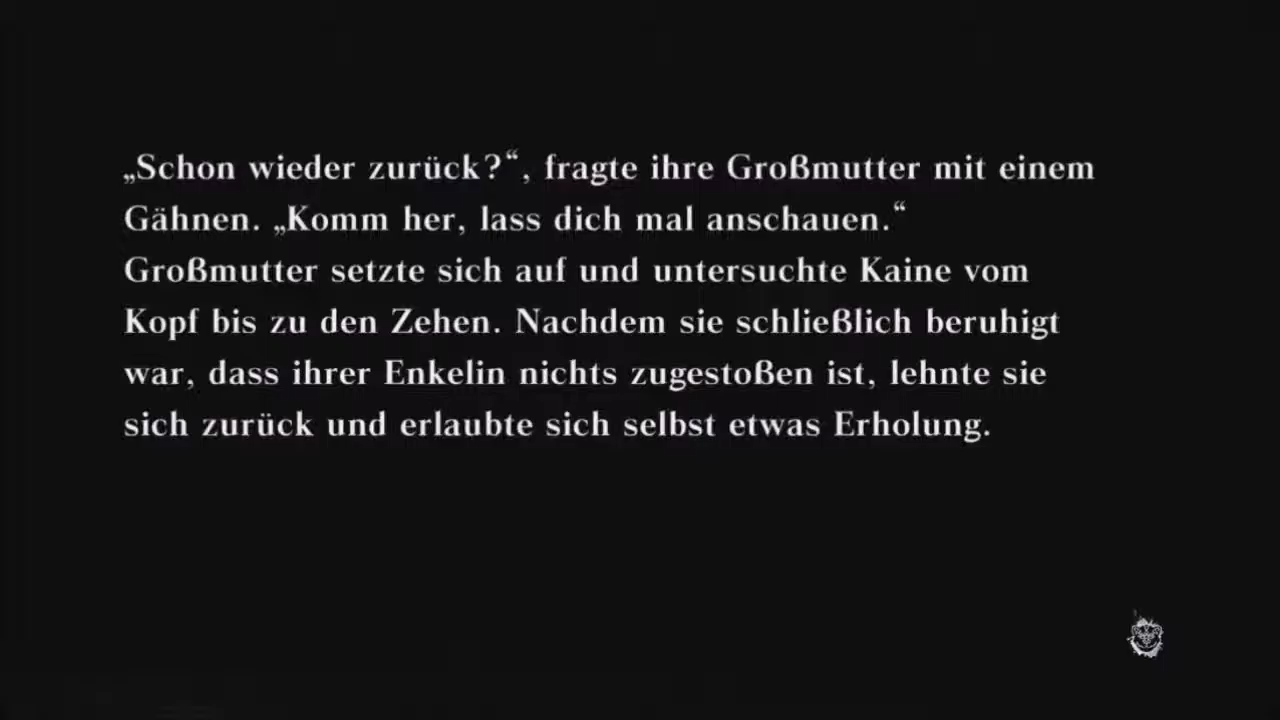 „Schon wieder zurück?“, fragte ihre Großmutter mit einem
Gähnen. „Komm her, lass dich mal anschauen.“
Großmutter setzte sich auf und untersuchte Kaine vom
Kopf bis zu den Zehen. Nachdem sie schließlich beruhigt
war, dass ihrer Enkelin nichts zugestoßen ist, lehnte sie
sich zurück und erlaubte sich selbst etwas Erholung.